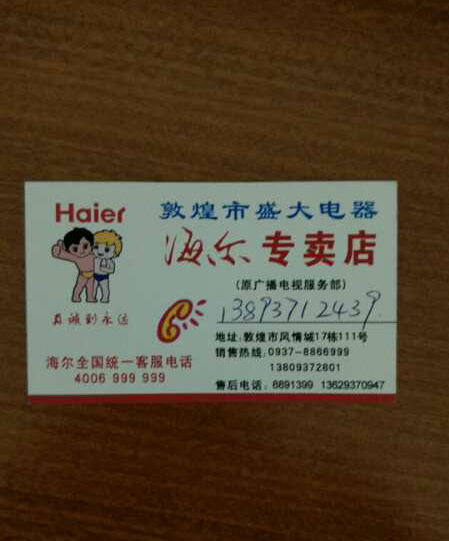 Haier
敦煌市盛大电器
海尔 专卖店
(原广播电视服务部)
13893712439.
真诚到永远
地址:敦煌市风情城17栋111号
销售热线:0937-8866999
13809372801
售后电话:8891399 13629370947
海尔全国统一客服电话
4006 999 999